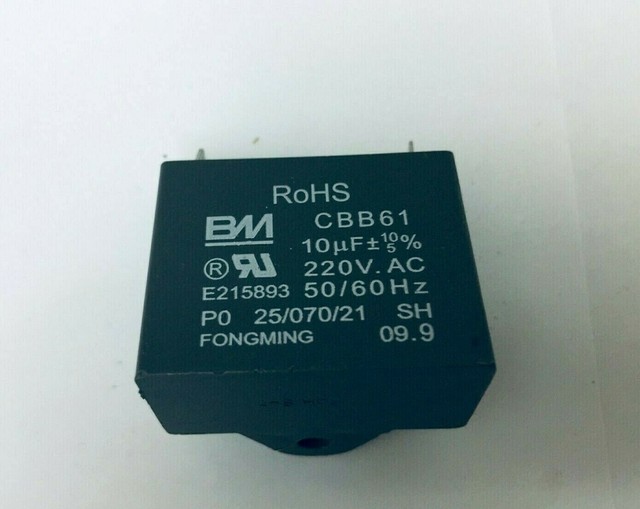 RoHS
BM CBB61
10μF±10/5%
® RU 220V.AC
E215893 50/60Hz
P0 25/070/21 SH
FONGMING 09.9